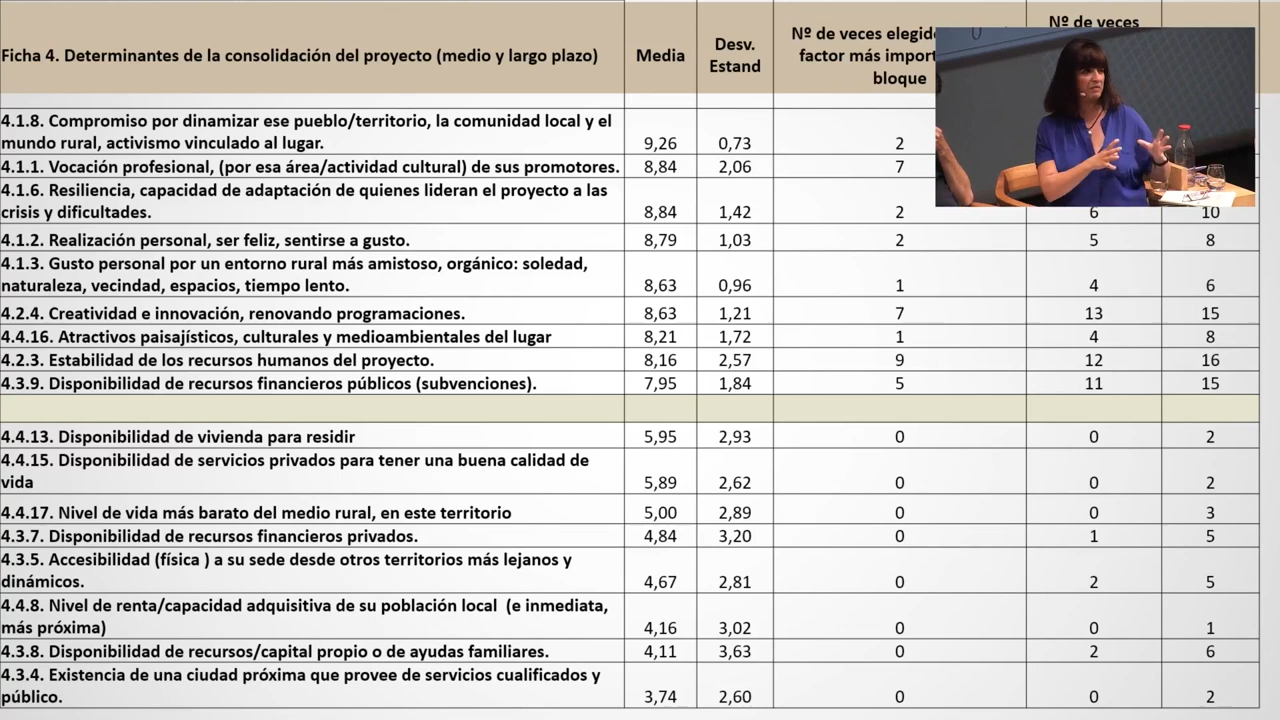 Nº de veces
Nº de veces elegid
Ficha 4. Determinantes de la consolidación del proyecto (medio y largo plazo) Media Desv. Estand factor más import
bloque
4.1.8. Compromiso por dinamizar ese pueblo/territorio, la comunidad local y el
mundo rural, activismo vinculado al lugar. 9,26 0,73 2
4.1.1. Vocación profesional, (por esa área/actividad cultural) de sus promotores. 8,84 2,06 7
4.1.6. Resiliencia, capacidad de adaptación de quienes lideran el proyecto a las
crisis y dificultades. 8,84 1,42 2 6 10
4.1.2. Realización personal, ser feliz, sentirse a gusto. 8,79 1,03 2 5 8
4.1.3. Gusto personal por un entorno rural más amistoso, orgánico: soledad,
naturaleza, vecindad, espacios, tiempo lento. 8,63 0,96 1 4 6
4.2.4. Creatividad e innovación, renovando programaciones. 8,63 1,21 7 13 15
4.4.16. Atractivos paisajísticos, culturales y medioambientales del lugar 8,21 1,72 1 4 8
4.2.3. Estabilidad de los recursos humanos del proyecto. 8,16 2,57 9 12 16
4.3.9. Disponibilidad de recursos financieros públicos (subvenciones). 7,95 1,84 5 11 15
4.4.13. Disponibilidad de vivienda para residir 5,95 2,93 0 0 2
4.4.15. Disponibilidad de servicios privados para tener una buena calidad de
vida 5,89 2,62 0 0 2
4.4.17. Nivel de vida más barato del medio rural, en este territorio 5,00 2,89 0 0 3
4.3.7. Disponibilidad de recursos financieros privados. 4,84 3,20 0 1 5
4.3.5. Accesibilidad (física ) a su sede desde otros territorios más lejanos y
dinámicos. 4,67 2,81 0 2 5
4.4.8. Nivel de renta/capacidad adquisitiva de su población local (e inmediata,
más próxima) 4,16 3,02 0 0 1
4.3.8. Disponibilidad de recursos/capital propio o de ayudas familiares. 4,11 3,63 0 2 6
4.3.4. Existencia de una ciudad próxima que provee de servicios cualificados y
público. 3,74 2,60 0 0 2